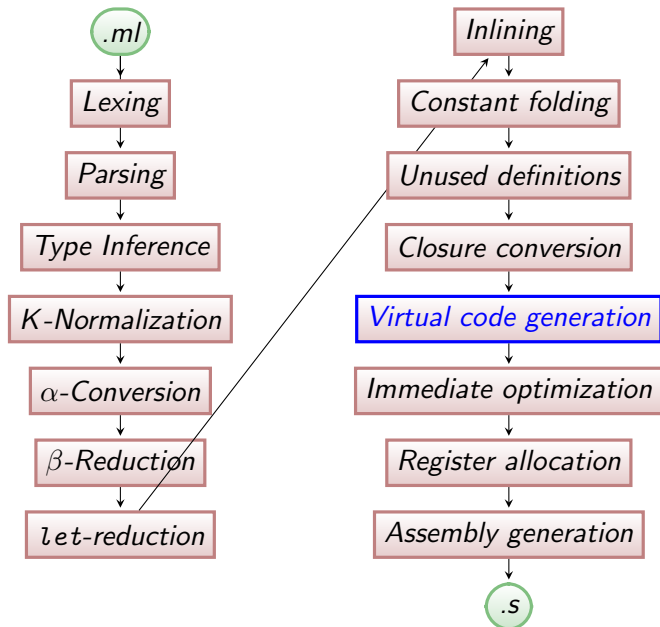 .ml
Lexing
Parsing
Type Inference
K-Normalization
α-Conversion
β-Reduction
let-reduction
Inlining
Constant folding
Unused definitions
Closure conversion
Virtual code generation
Immediate optimization
Register allocation
Assembly generation
.s